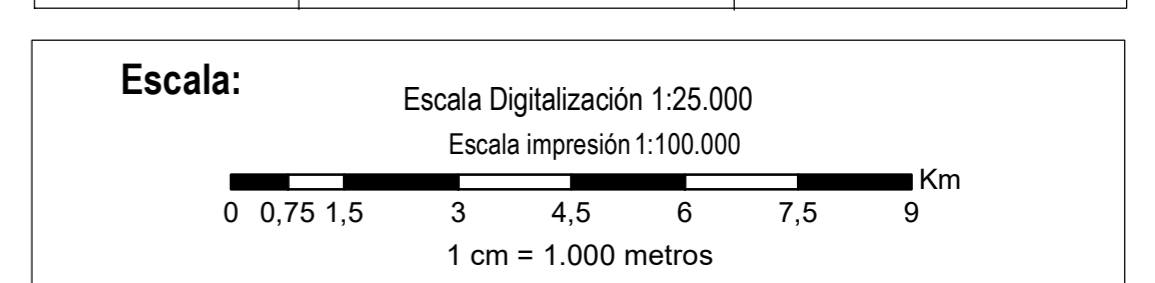 Escala:
Escala Digitalización 1:25.000
Escala impresión 1:100.000
Km
0 0,75 1,5 3 4,5 6 7,5 9
1 cm = 1.000 metros